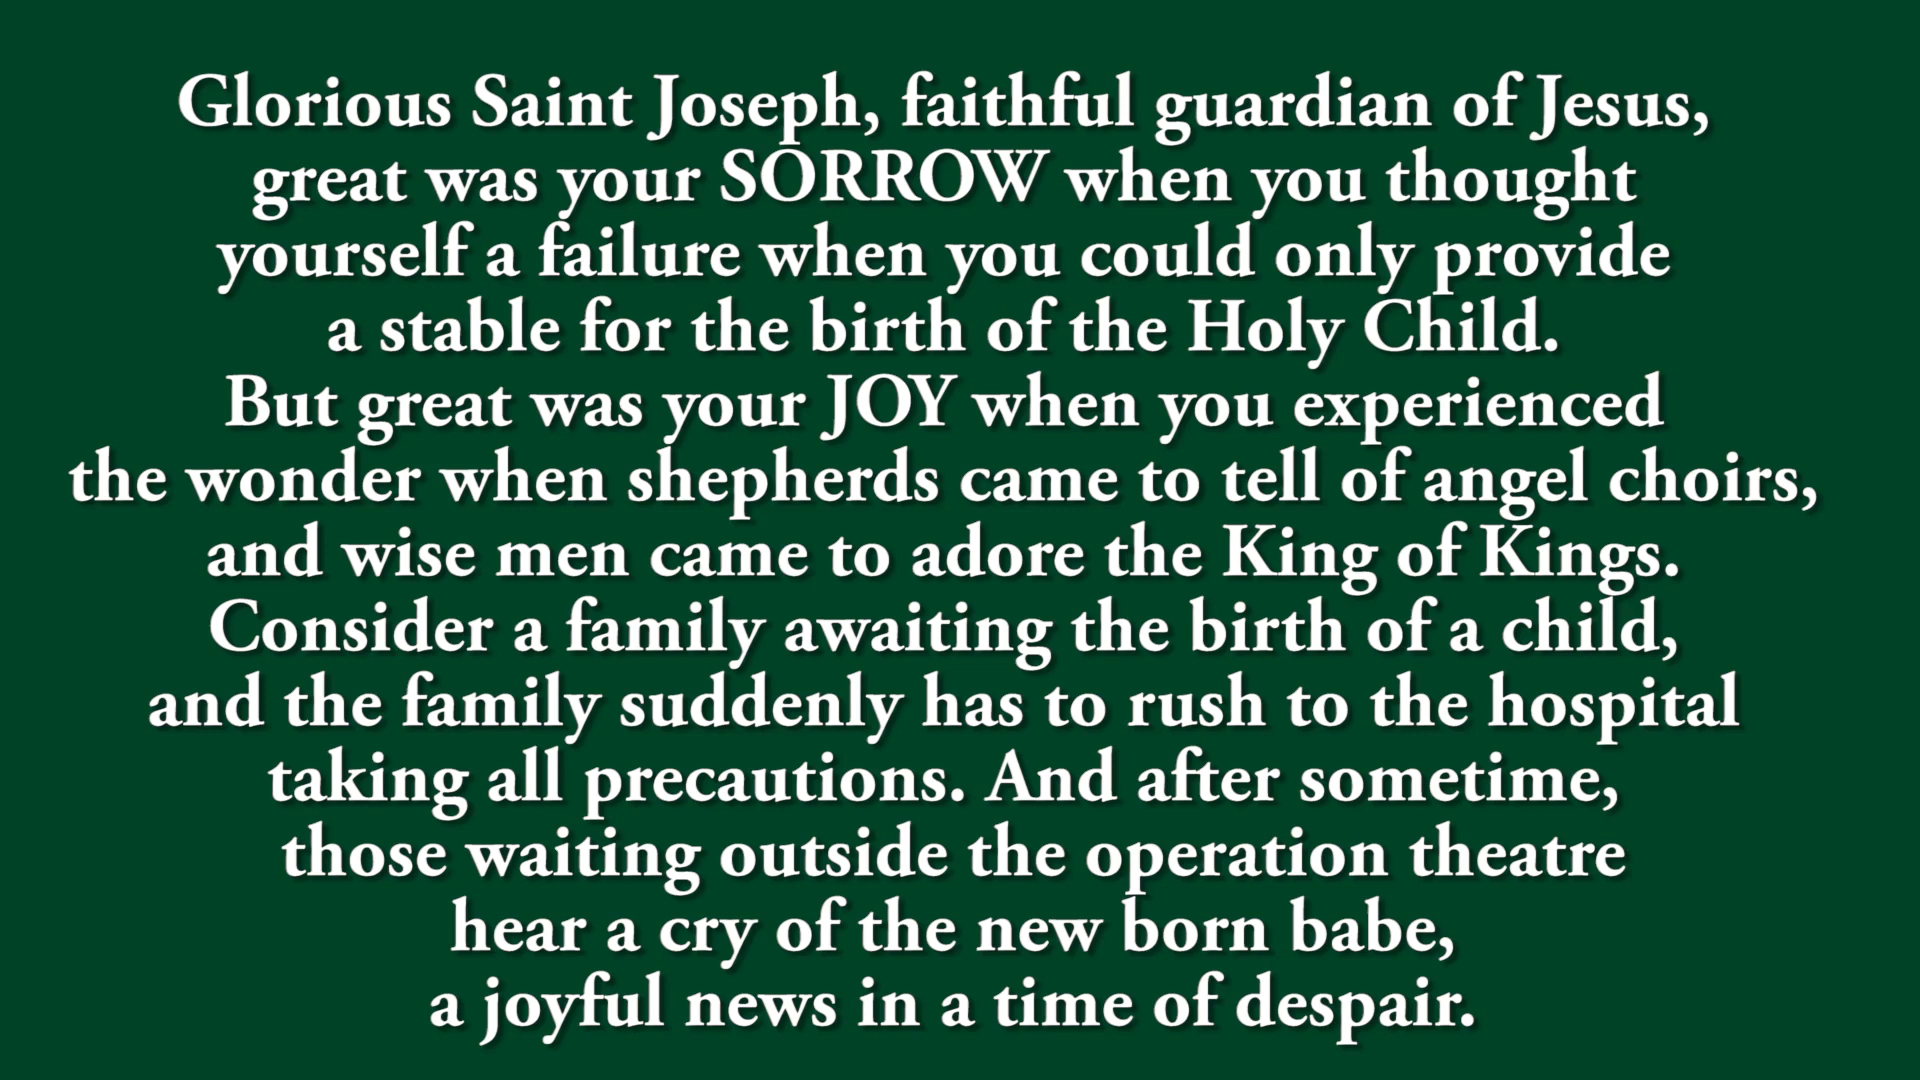 Glorious Saint Joseph, faithful guardian of Jesus,
great was your SORROW when you thought
yourself a failure when you could only provide
a stable for the birth of the Holy Child.
But great was your JOY when you experienced
the wonder when shepherds came to tell of angel choirs,
and wise men came to adore the King of Kings.
Consider a family awaiting the birth of a child,
and the family suddenly has to rush to the hospital
taking all precautions. And after sometime,
those waiting outside the operation theatre
hear a cry of the new born babe,
a joyful news in a time of despair.